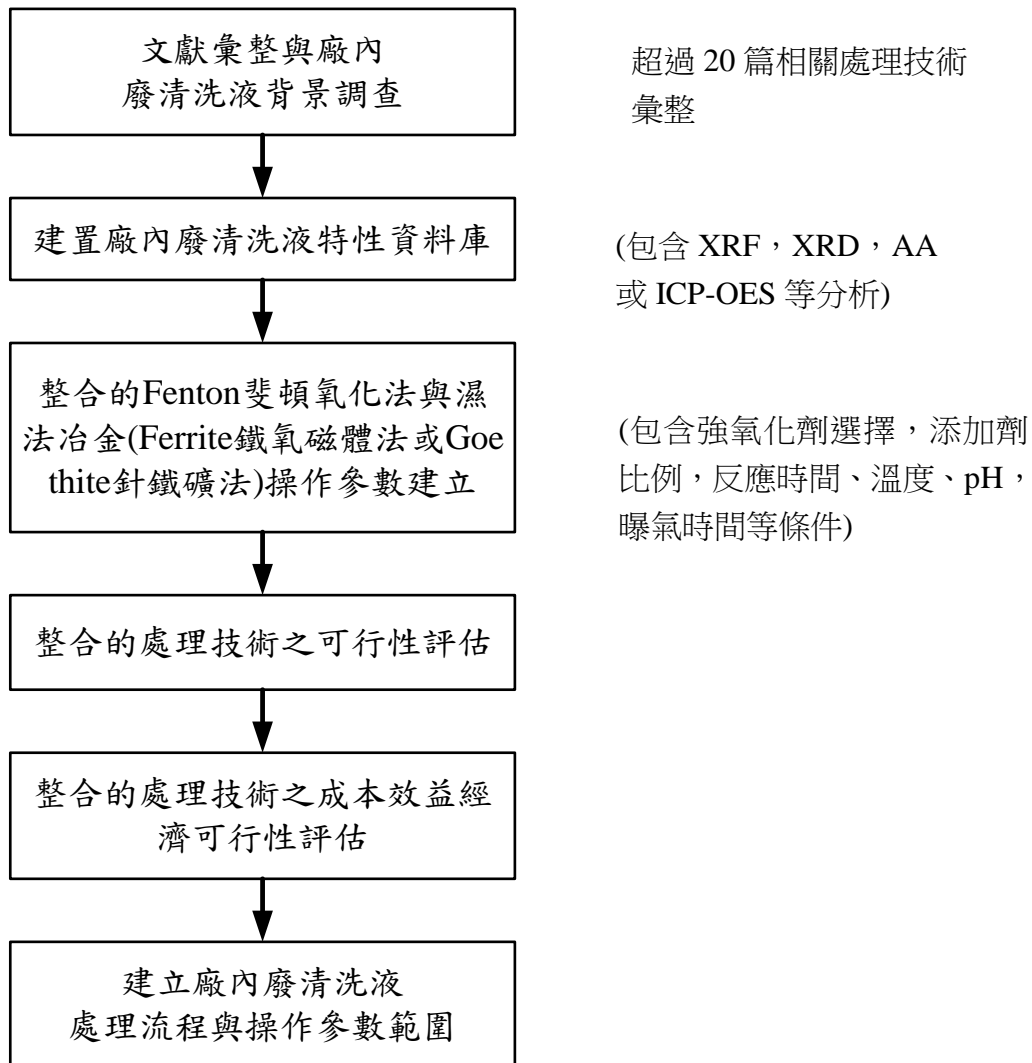 文獻彙整與廠內
廢清洗液背景調查
超過 20 篇相關處理技術
彙整
建置廠內廢清洗液特性資料庫
(包含 XRF，XRD，AA
或 ICP-OES 等分析)
整合的Fenton斐頓氧化法與濕
法冶金(Ferrite鐵氧磁體法或Goe
thite針鐵礦法)操作參數建立
(包含強氧化劑選擇，添加劑
比例，反應時間、溫度、pH，
曝氣時間等條件)
整合的處理技術之可行性評估
整合的處理技術之成本效益經
濟可行性評估
建立廠內廢清洗液
處理流程與操作參數範圍